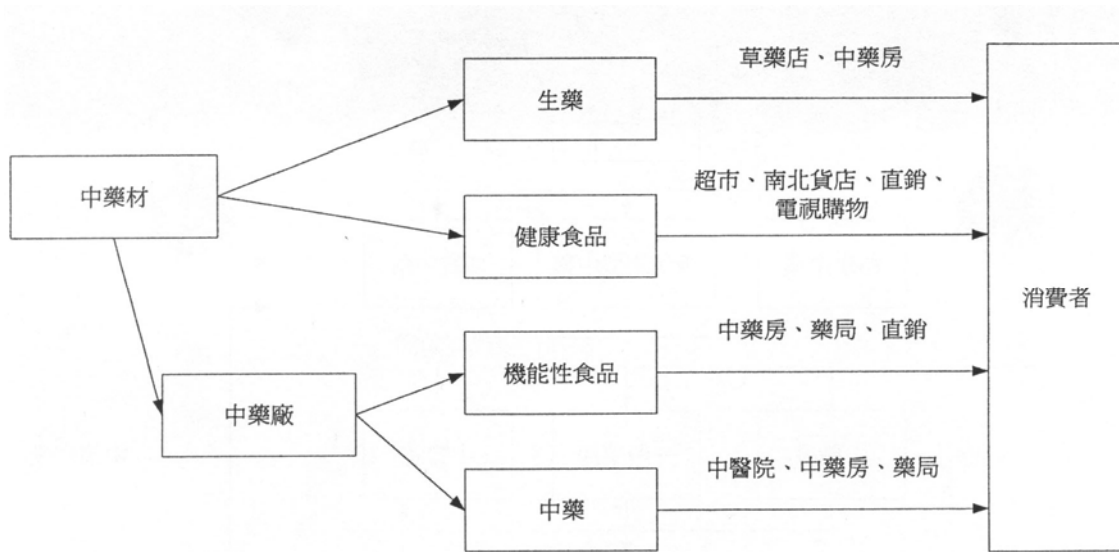 草藥店、中藥房
生藥
中藥材
超市、南北貨店、直銷、
電視購物
健康食品
消費者
中藥房、藥局、直銷
機能性食品
中藥廠
中醫院、中藥房、藥局
中藥